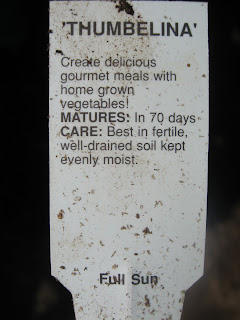 'THUMBELINA'
Create delicious
gourmet meals with
home grown
vegetables!
MATURES: In 70 days
CARE: Best in fertile,
well-drained soil kept
evenly moist.
Full Sun